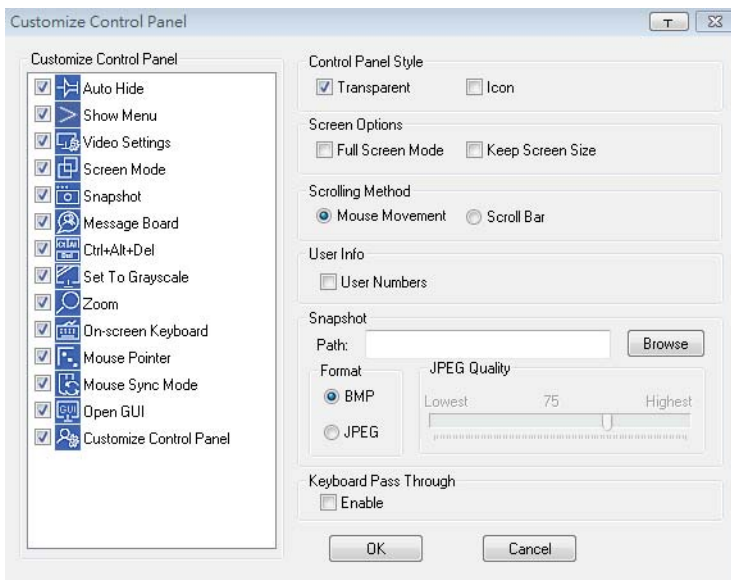 Customize Control Panel
T
Customize Control Panel
Auto Hide
Show Menu
Video Settings
Screen Mode
Snapshot
Message Board
Ctrl+Alt+Del
Set To Grayscale
Zoom
On-screen Keyboard
Mouse Pointer
Mouse Sync Mode
GUI Open GUI
Customize Control Panel
Control Panel Style
Transparent Icon
Screen Options
Full Screen Mode Keep Screen Size
Scrolling Method
Mouse Movement Scroll Bar
User Info
User Numbers
Snapshot
Path: Browse
Format
BMP
JPEG
JPEG Quality
Lowest 75 Highest
Keyboard Pass Through
Enable
OK Cancel